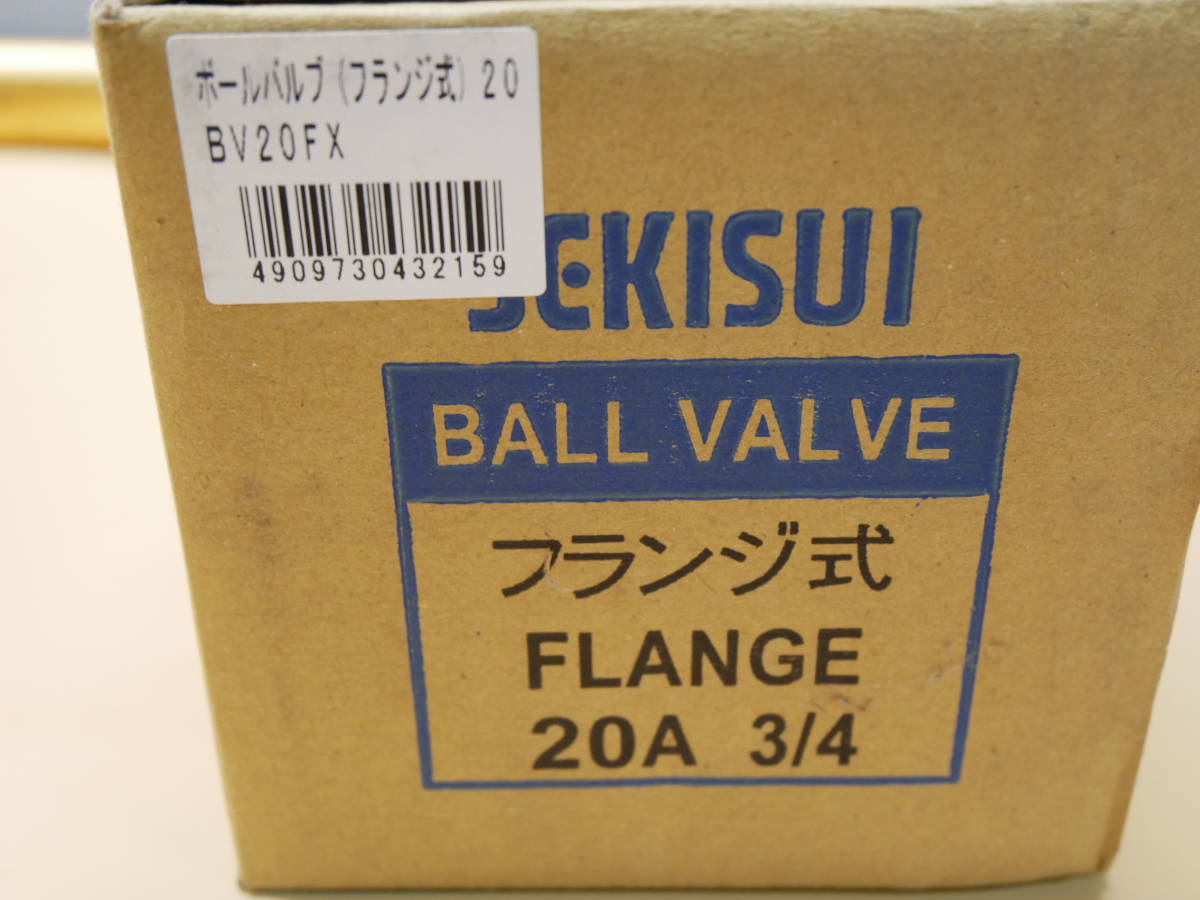 ボールバルブ(フランジ式)20
BV20FX
4909730432159
SEKISUI
BALL VALVE
フランジ式
FLANGE
20A 3/4